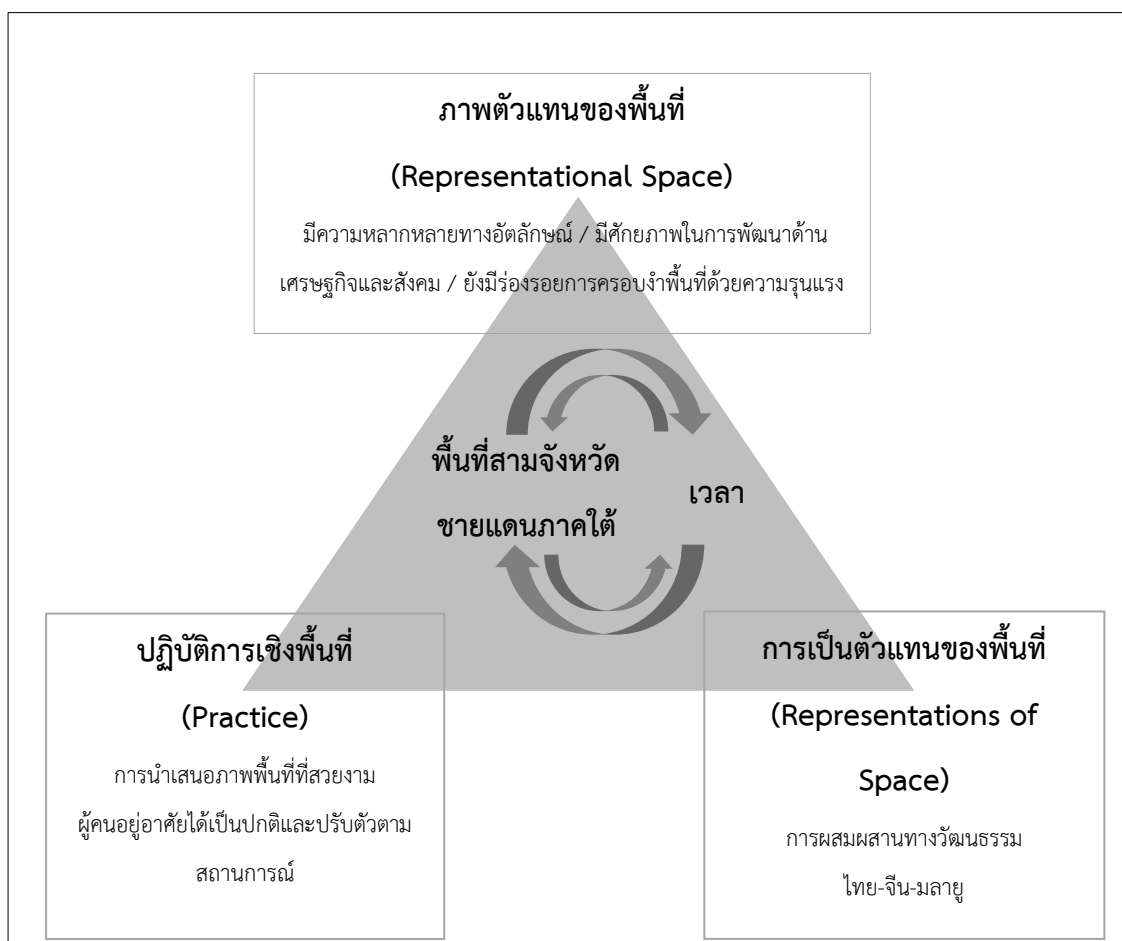 ภาพตัวแทนของพื้นที่
(Representational Space)
มีความหลากหลายทางอัตลักษณ์ / มีศักยภาพในการพัฒนาด้าน
เศรษฐกิจและสังคม / ยังมีร่องรอยการครอบงำพื้นที่ด้วยความรุนแรง
พื้นที่สามจังหวัด
ชายแดนภาคใต้
เวลา
ปฏิบัติการเชิงพื้นที่
(Practice)
การนำเสนอภาพพื้นที่ที่สวยงาม
ผู้คนอยู่อาศัยได้เป็นปกติและปรับตัวตาม
สถานการณ์
การเป็นตัวแทนของพื้นที่
(Representations of
Space)
การผสมผสานทางวัฒนธรรม
ไทย-จีน-มลายู